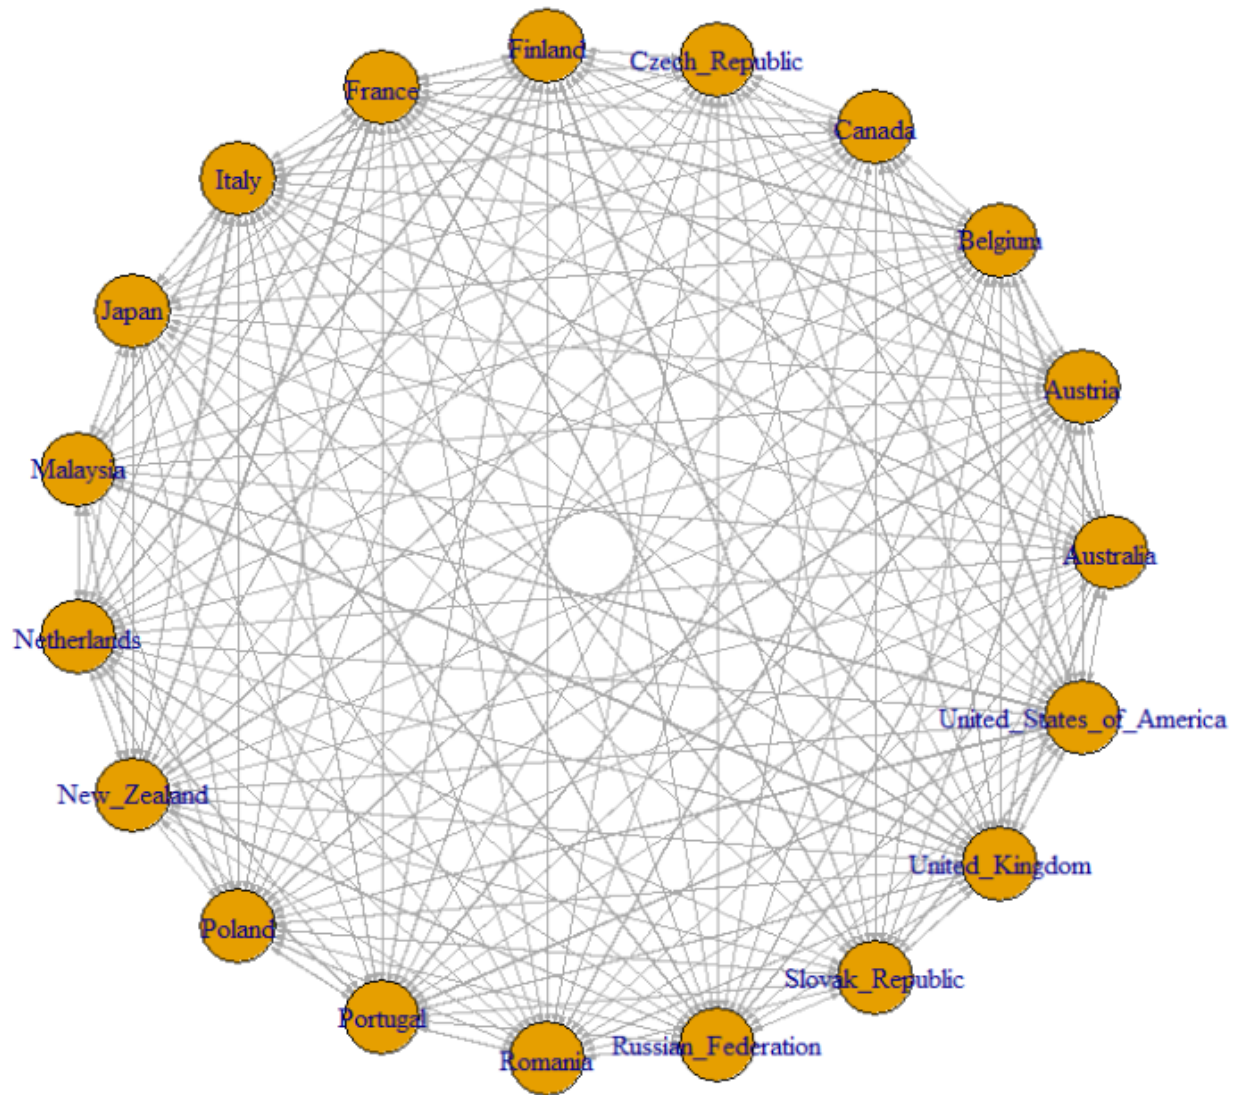 Finland
Czech_Republic
France
Canada
Italy
Belgium
Japan
Austria
Malaysia
Australia
Netherlands
United_States_of_America
New_Zealand
United_Kingdom
Poland
Slovak_Republic
Portugal
Romania
Russian_Federation